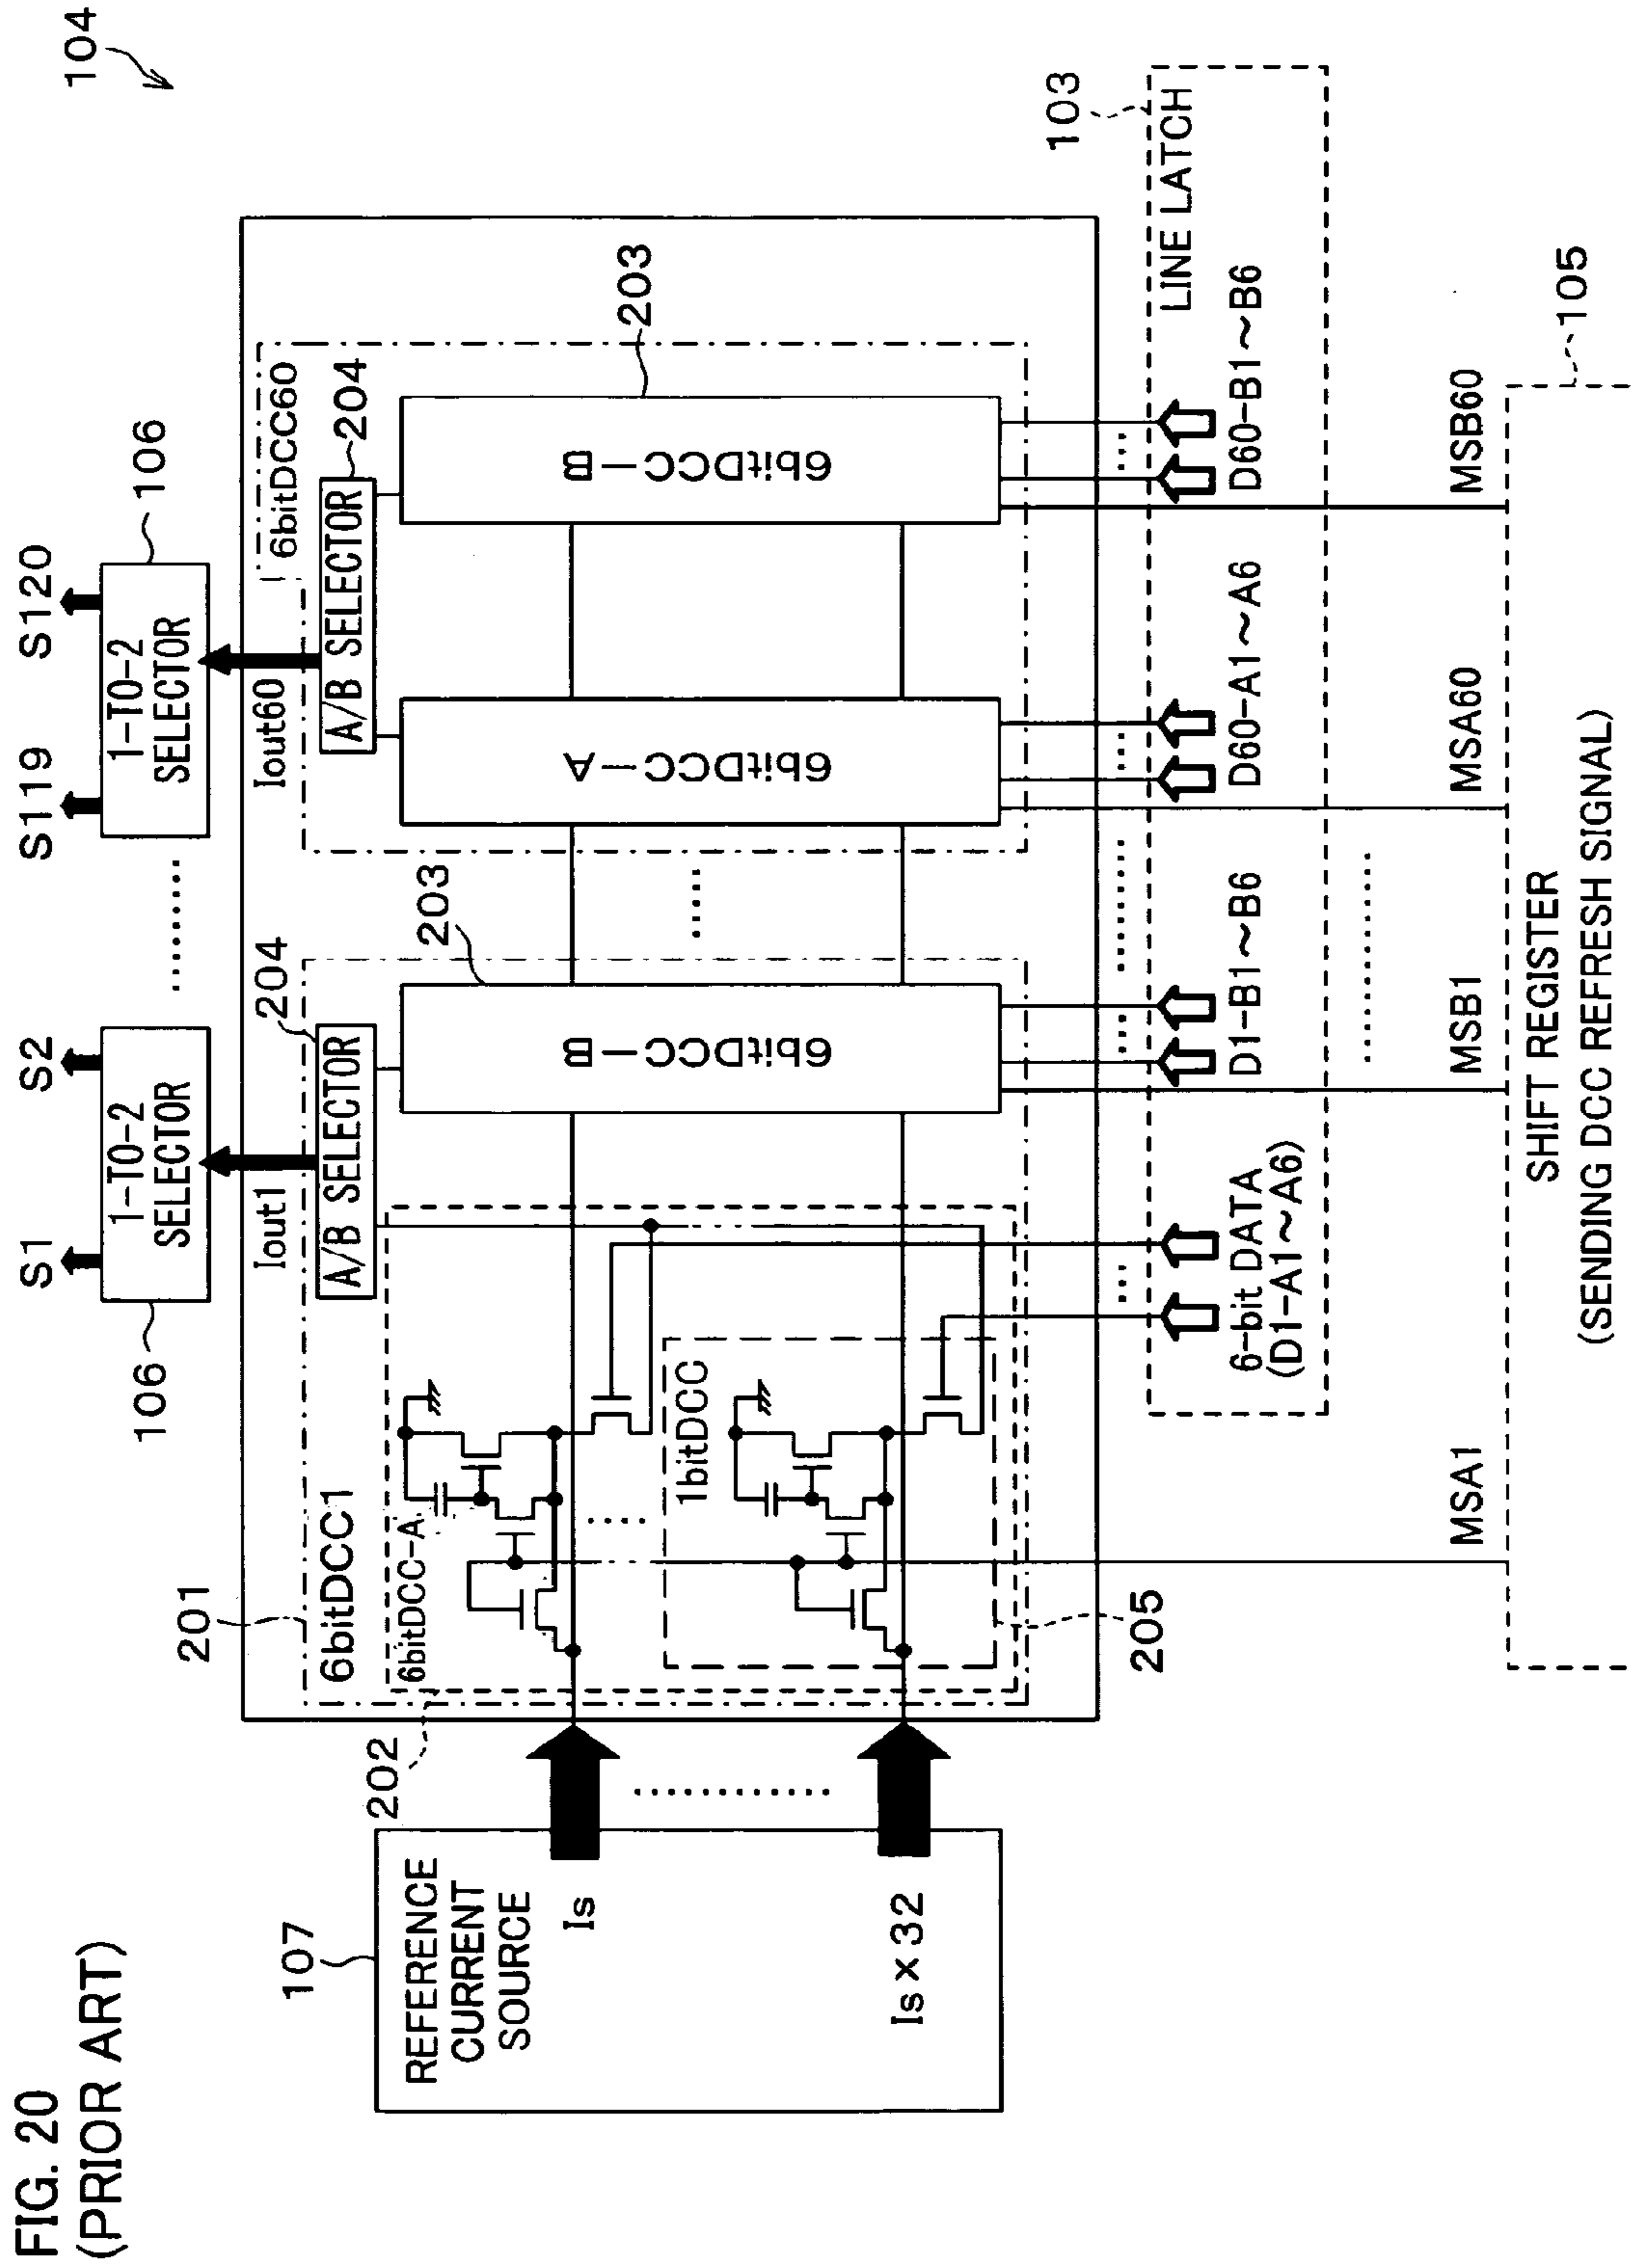 FIG. 20
(PRIOR ART)
104
S1
S2
S119
S120
106
1-TO-2
SELECTOR
1-TO-2
SELECTOR
106
201
Iout1
204
Iout60
6bitDCC1
A/B SELECTOR
A/B SELECTOR
6bitDCC60
204
107
202
6bitDCC-A
203
203
REFERENCE
CURRENT
SOURCE
Is
Is×32
1bitDCC
6bitDCC-B
6bitDCC-A
6bitDCC-B
205
103
LINE LATCH
6-bit DATA
(D1-A1~A6)
D1-B1~B6
D60-A1~A6
D60-B1~B6
MSA1
MSB1
MSA60
MSB60
105
SHIFT REGISTER
(SENDING DCC REFRESH SIGNAL)